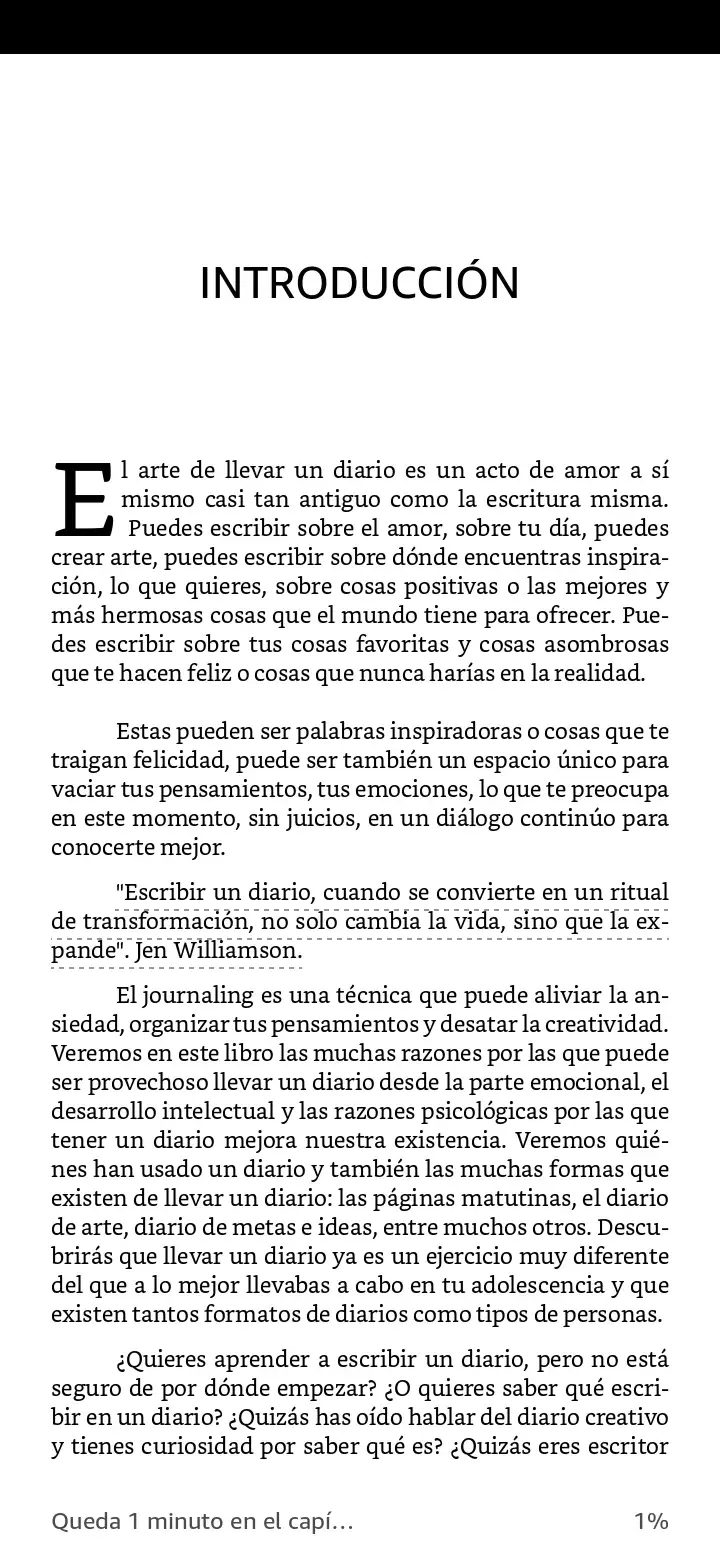 INTRODUCCIÓN
El arte de llevar un diario es un acto de amor a sí
mismo casi tan antiguo como la escritura misma.
Puedes escribir sobre el amor, sobre tu día, puedes
crear arte, puedes escribir sobre dónde encuentras inspira-
ción, lo que quieres, sobre cosas positivas o las mejores y
más hermosas cosas que el mundo tiene para ofrecer. Pue-
des escribir sobre tus cosas favoritas y cosas asombrosas
que te hacen feliz o cosas que nunca harías en la realidad.
Estas pueden ser palabras inspiradoras o cosas que te
traigan felicidad, puede ser también un espacio único para
vaciar tus pensamientos, tus emociones, lo que te preocupa
en este momento, sin juicios, en un diálogo continúo para
conocerte mejor.
"Escribir un diario, cuando se convierte en un ritual
de transformación, no solo cambia la vida, sino que la ex-
pande". Jen Williamson.
El journaling es una técnica que puede aliviar la an-
siedad, organizar tus pensamientos y desatar la creatividad.
Veremos en este libro las muchas razones por las que puede
ser provechoso llevar un diario desde la parte emocional, el
desarrollo intelectual y las razones psicológicas por las que
tener un diario mejora nuestra existencia. Veremos quié-
nes han usado un diario y también las muchas formas que
existen de llevar un diario: las páginas matutinas, el diario
de arte, diario de metas e ideas, entre muchos otros. Descu-
brirás que llevar un diario ya es un ejercicio muy diferente
del que a lo mejor llevabas a cabo en tu adolescencia y que
existen tantos formatos de diarios como tipos de personas.
¿Quieres aprender a escribir un diario, pero no está
seguro de por dónde empezar? ¿O quieres saber qué escri-
bir en un diario? ¿Quizás has oído hablar del diario creativo
y tienes curiosidad por saber qué es? ¿Quizás eres escritor
Queda 1 minuto en el capí... 1%